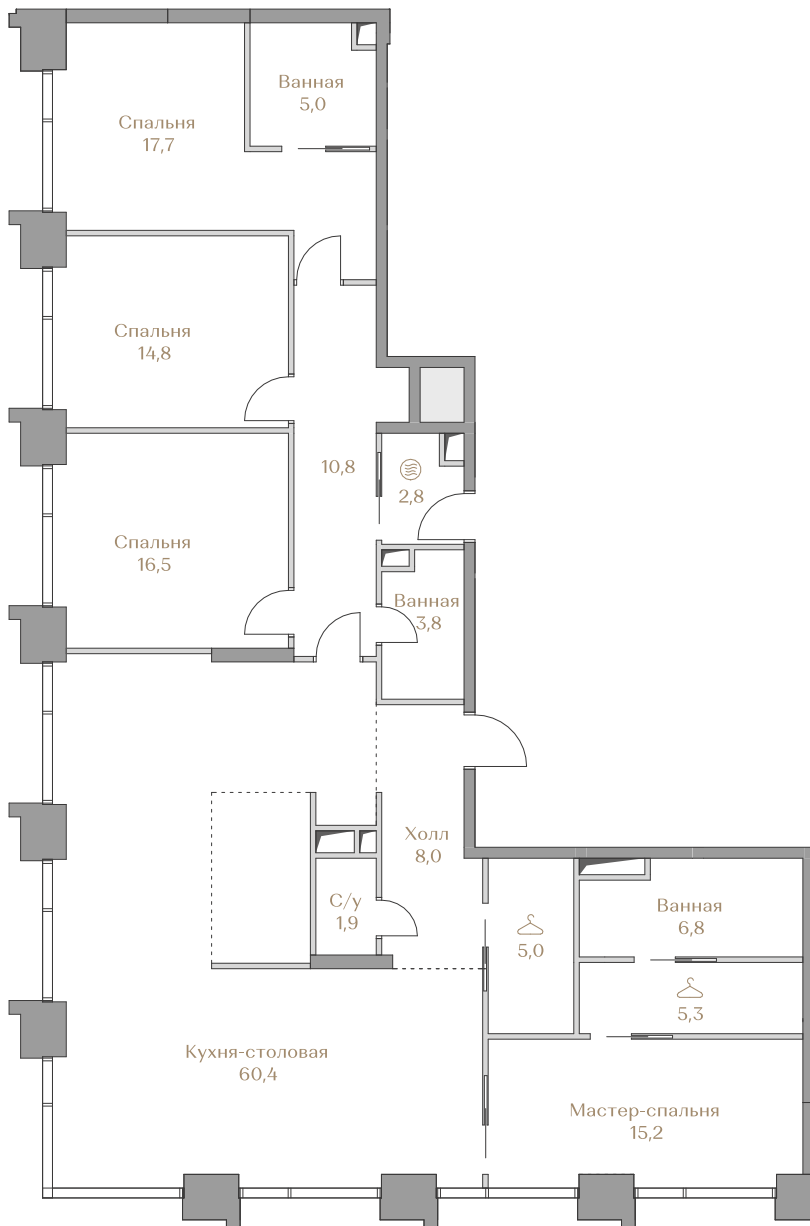 Ванная
5,0
Спальня
17,7
Спальня
14,8
10,8
2,8
Спальня
16,5
Ванная
3,8
Холл
8,0
С/у
1,9
Ванная
6,8
5,0
5,3
Кухня-столовая
60,4
Мастер-спальня
15,2